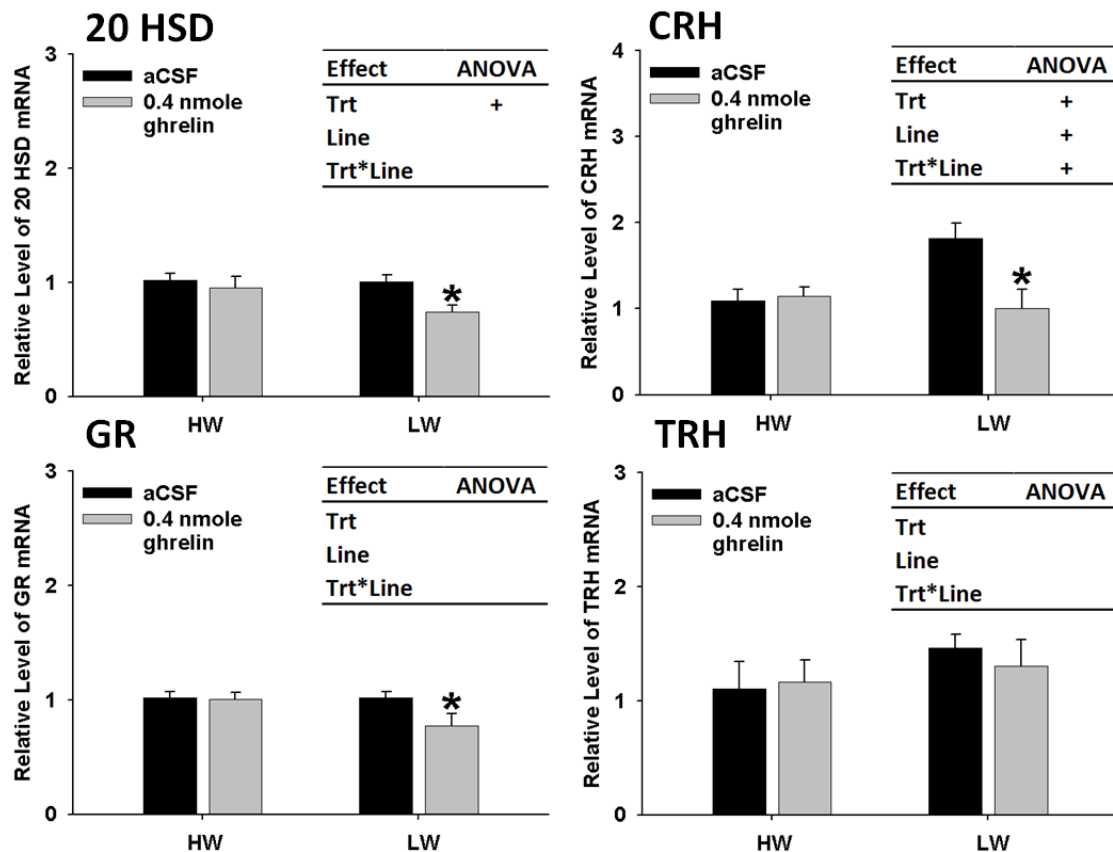 20 HSD
Relative Level of 20 HSD mRNA
3
2
1
0
aCSF
0.4 nmole
ghrelin
Effect ANOVA
Trt +
Line
Trt*Line
*
HW LW
CRH
Relative Level of CRH mRNA
4
3
2
1
0
aCSF
0.4 nmole
ghrelin
Effect ANOVA
Trt +
Line +
Trt*Line +
*
HW LW
GR
Relative Level of GR mRNA
3
2
1
0
aCSF
0.4 nmole
ghrelin
Effect ANOVA
Trt
Line
Trt*Line
*
HW LW
TRH
Relative Level of TRH mRNA
3
2
1
0
aCSF
0.4 nmole
ghrelin
Effect ANOVA
Trt
Line
Trt*Line
HW LW